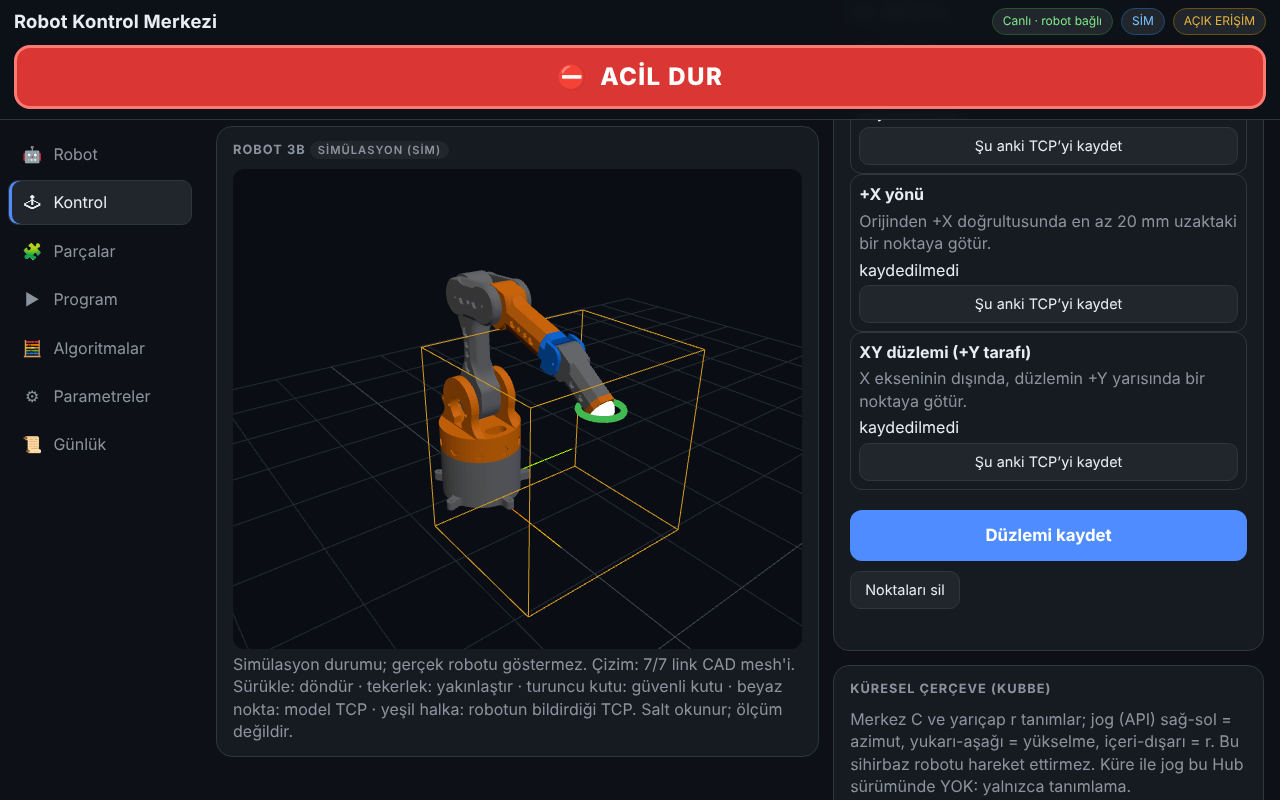 Robot Kontrol Merkezi
Canlı · robot bağlı
SİM
AÇIK ERİŞİM
⛔ ACİL DUR
🤖 Robot
🕹 Kontrol
🧩 Parçalar
▶ Program
🧮 Algoritmalar
⚙ Parametreler
📜 Günlük
ROBOT 3B SİMÜLASYON (SİM)
Simülasyon durumu; gerçek robotu göstermez. Çizim: 7/7 link CAD mesh'i.
Sürükle: döndür · tekerlek: yakınlaştır · turuncu kutu: güvenli kutu · beyaz
nokta: model TCP · yeşil halka: robotun bildirdiği TCP. Salt okunur; ölçüm
değildir.
Şu anki TCP’yi kaydet
+X yönü
Orijinden +X doğrultusunda en az 20 mm uzaktaki
bir noktaya götür.
kaydedilmedi
Şu anki TCP’yi kaydet
XY düzlemi (+Y tarafı)
X ekseninin dışında, düzlemin +Y yarısında bir
noktaya götür.
kaydedilmedi
Şu anki TCP’yi kaydet
Düzlemi kaydet
Noktaları sil
KÜRESEL ÇERÇEVE (KUBBE)
Merkez C ve yarıçap r tanımlar; jog (API) sağ-sol =
azimut, yukarı-aşağı = yükselme, içeri-dışarı = r. Bu
sihirbaz robotu hareket ettirmez. Küre ile jog bu Hub
sürümünde YOK: yalnızca tanımlama.